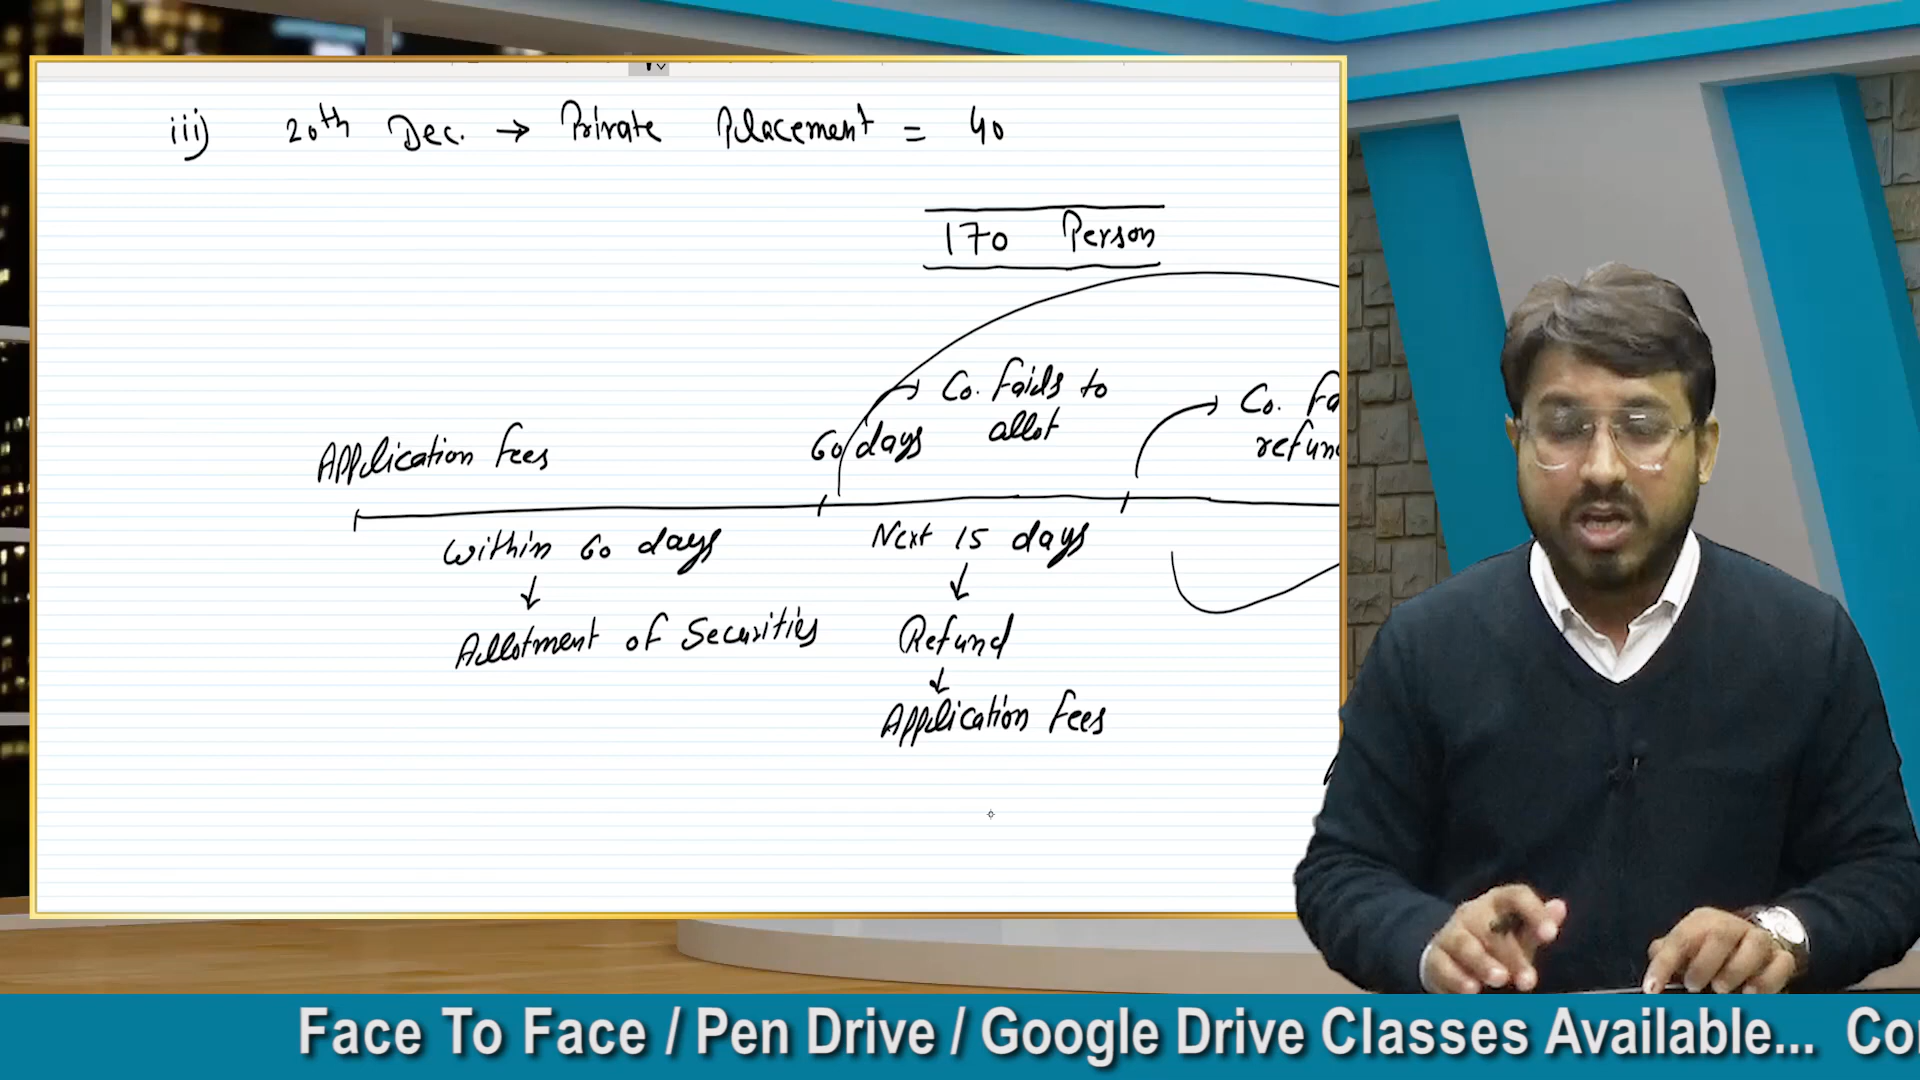 iii) 20th Dec. → Private Placement = 40
170 Person
Co. Fails to
allot
Co. Fa
refun
60 days
Application Fees
Within 60 days
↓
Allotment of Securities
Next 15 days
↓
Refund
↓
Application Fees
Face To Face / Pen Drive / Google Drive Classes Available... Co